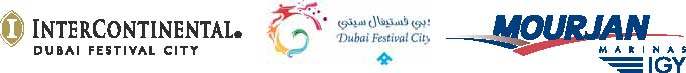 INTERCONTINENTAL®
DUBAI FESTIVAL CITY
دبي فستيفال سيتي
Dubai Festival City
MOURJAN
MARINAS
IGY